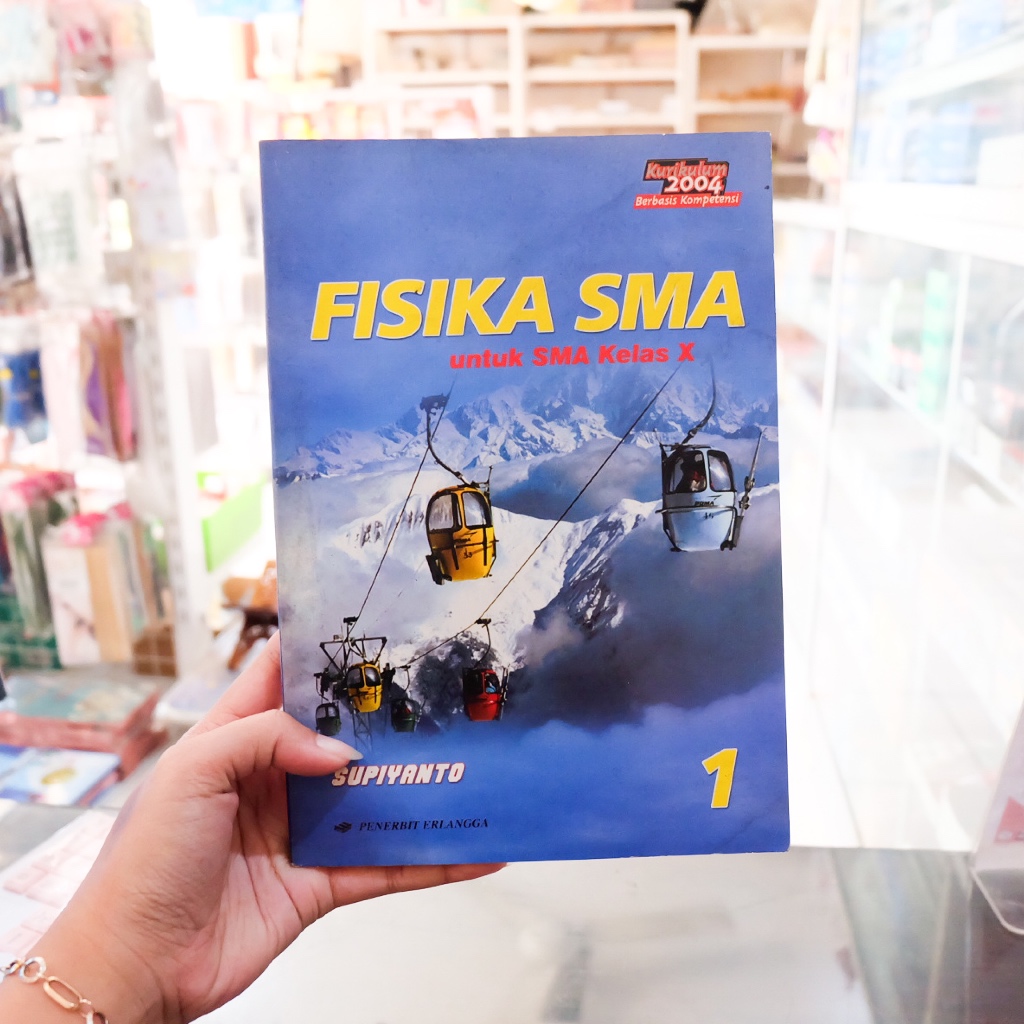 Kurikulum
2004
Berbasis Kompetensi
FISIKA SMA
untuk SMA Kelas X
SUPIYANTO
1
PENERBIT ERLANGGA